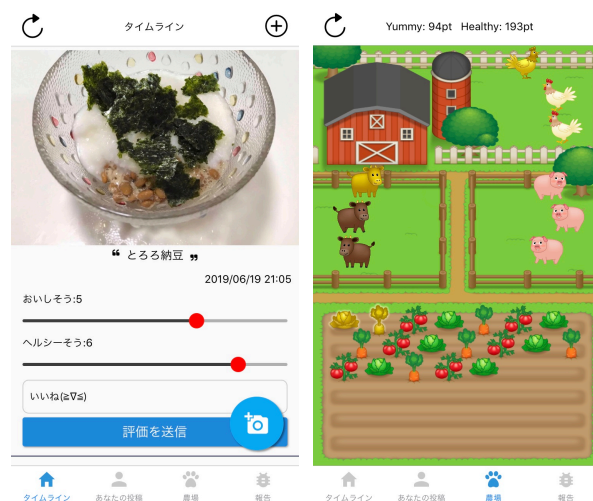 タイムライン
❝ とろろ納豆 ❞
2019/06/19 21:05
おいしそう:5
ヘルシーそう:6
いいね(≧∇≦)
評価を送信
タイムライン
あなたの投稿
農場
報告
Yummy: 94pt Healthy: 193pt
タイムライン
あなたの投稿
農場
報告